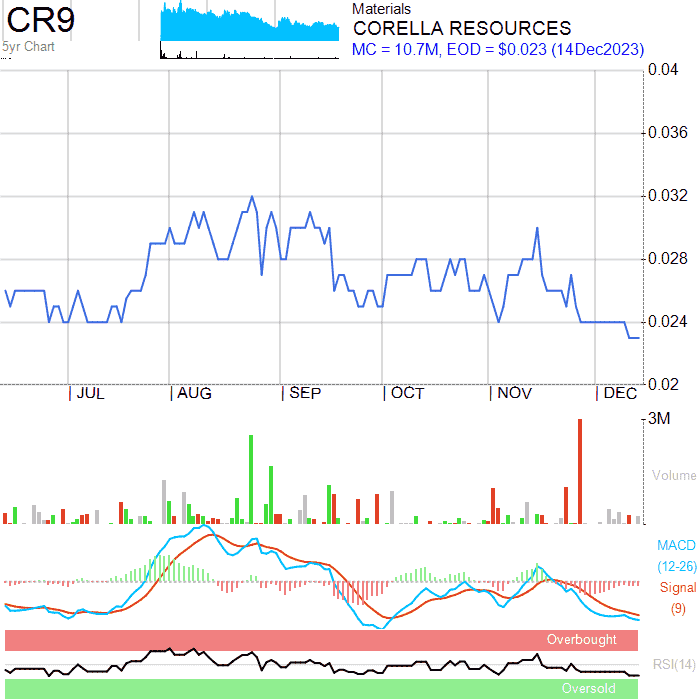 CR9
5yr Chart
Materials
CORELLA RESOURCES
MC = 10.7M, EOD = $0.023 (14Dec2023)
0.04
0.036
0.032
0.028
0.024
0.02
JUL AUG SEP OCT NOV DEC
3M
Volume
MACD
(12-26)
Signal
(9)
Overbought
RSI(14)
Oversold